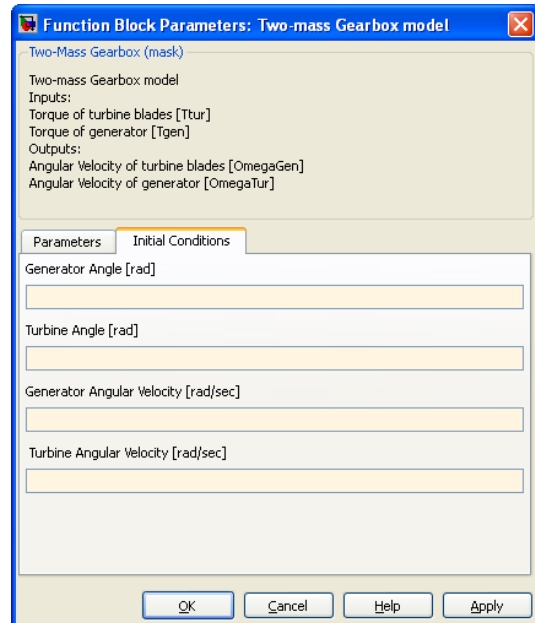 Function Block Parameters: Two-mass Gearbox model
Two-Mass Gearbox (mask)
Two-mass Gearbox model
Inputs:
Torque of turbine blades [Ttur]
Torque of generator [Tgen]
Outputs:
Angular Velocity of turbine blades [OmegaGen]
Angular Velocity of generator [OmegaTur]
Parameters Initial Conditions
Generator Angle [rad]
Turbine Angle [rad]
Generator Angular Velocity [rad/sec]
Turbine Angular Velocity [rad/sec]
OK Cancel Help Apply